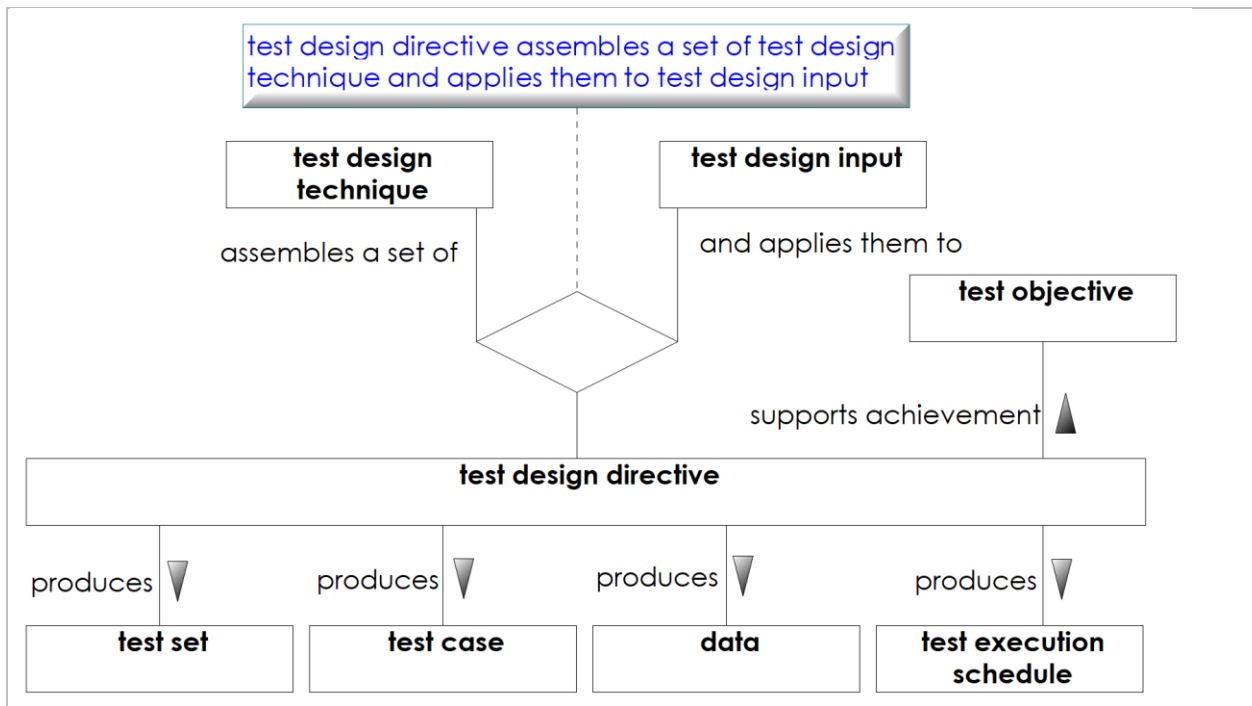 test design directive assembles a set of test design
technique and applies them to test design input
test design
technique
test design input
assembles a set of
and applies them to
test objective
supports achievement
test design directive
produces
produces
produces
produces
test set
test case
data
test execution
schedule